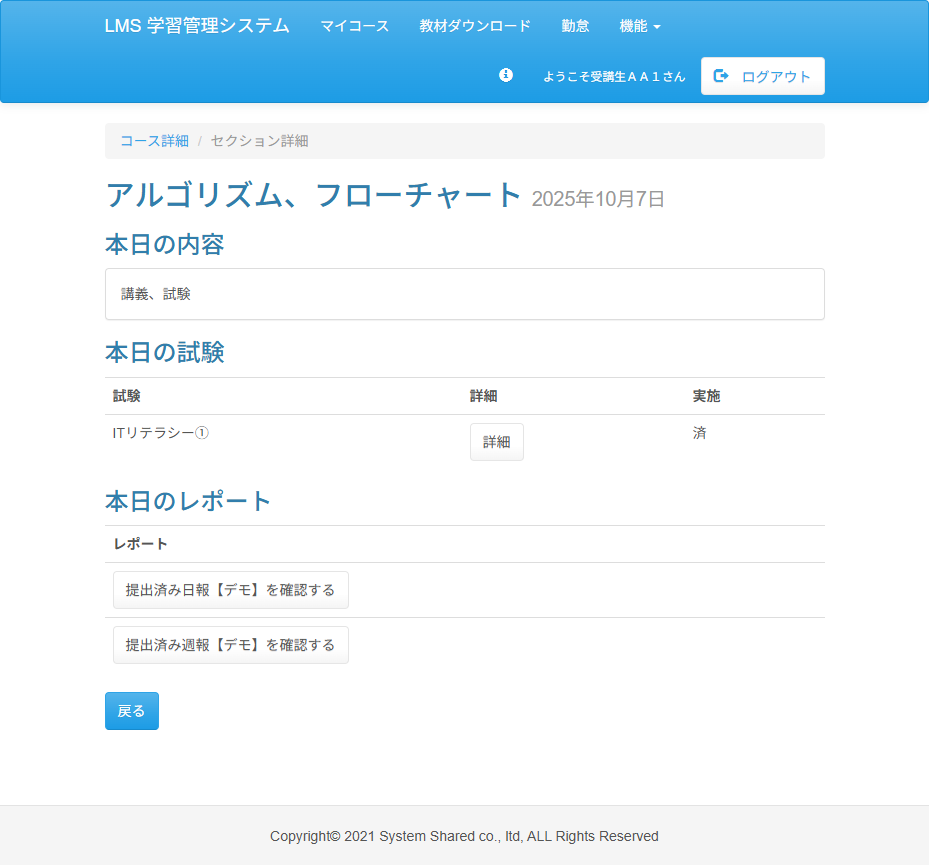 LMS 学習管理システム マイコース 教材ダウンロード 勤怠 機能
ようこそ受講生ＡＡ１さん ログアウト
コース詳細 / セクション詳細
アルゴリズム、フローチャート 2025年10月7日
本日の内容
講義、試験
本日の試験
試験 詳細 実施
ITリテラシー① 詳細 済
本日のレポート
レポート
提出済み日報【デモ】を確認する
提出済み週報【デモ】を確認する
戻る
Copyright© 2021 System Shared co., ltd, ALL Rights Reserved